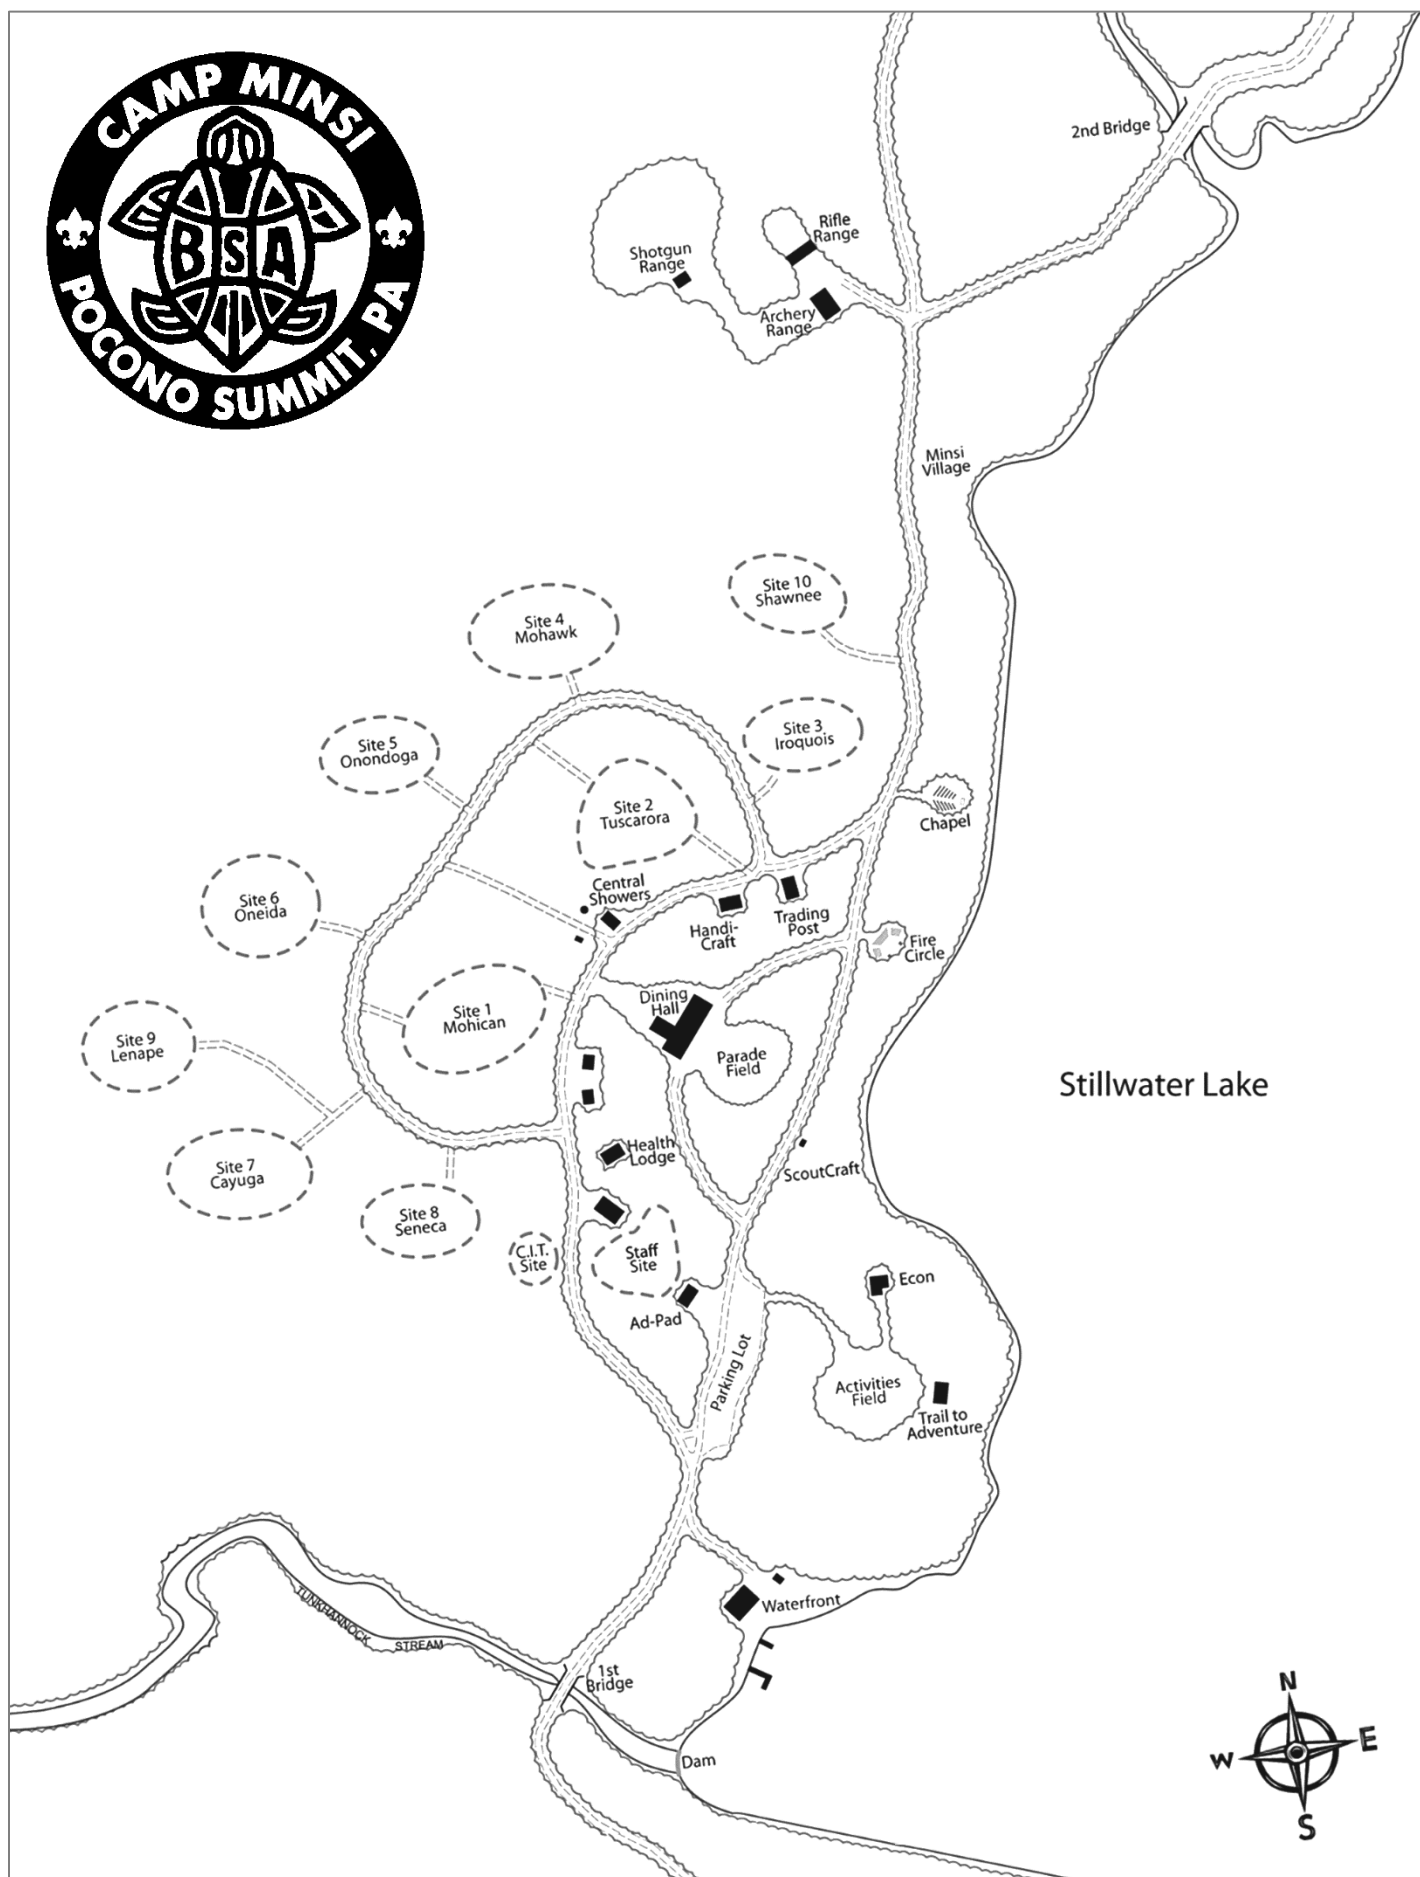 CAMP MINSI
BSA
POCONO SUMMIT, PA
2nd Bridge
Rifle
Range
Shotgun
Range
Archery
Range
Minsi
Village
Site 10
Shawnee
Site 4
Mohawk
Site 3
Iroquois
Site 5
Onondoga
Site 2
Tuscarora
Chapel
Central
Showers
Site 6
Oneida
Handi-
Craft
Trading
Post
Fire
Circle
Dining
Hall
Site 1
Mohican
Site 9
Lenape
Parade
Field
Stillwater Lake
Health
Lodge
ScoutCraft
Site 7
Cayuga
Site 8
Seneca
C.I.T.
Site
Staff
Site
Econ
Ad-Pad
Parking Lot
Activities
Field
Trail to
Adventure
Waterfront
TUNKHANNOCK
STREAM
1st
Bridge
Dam
N
W
E
S